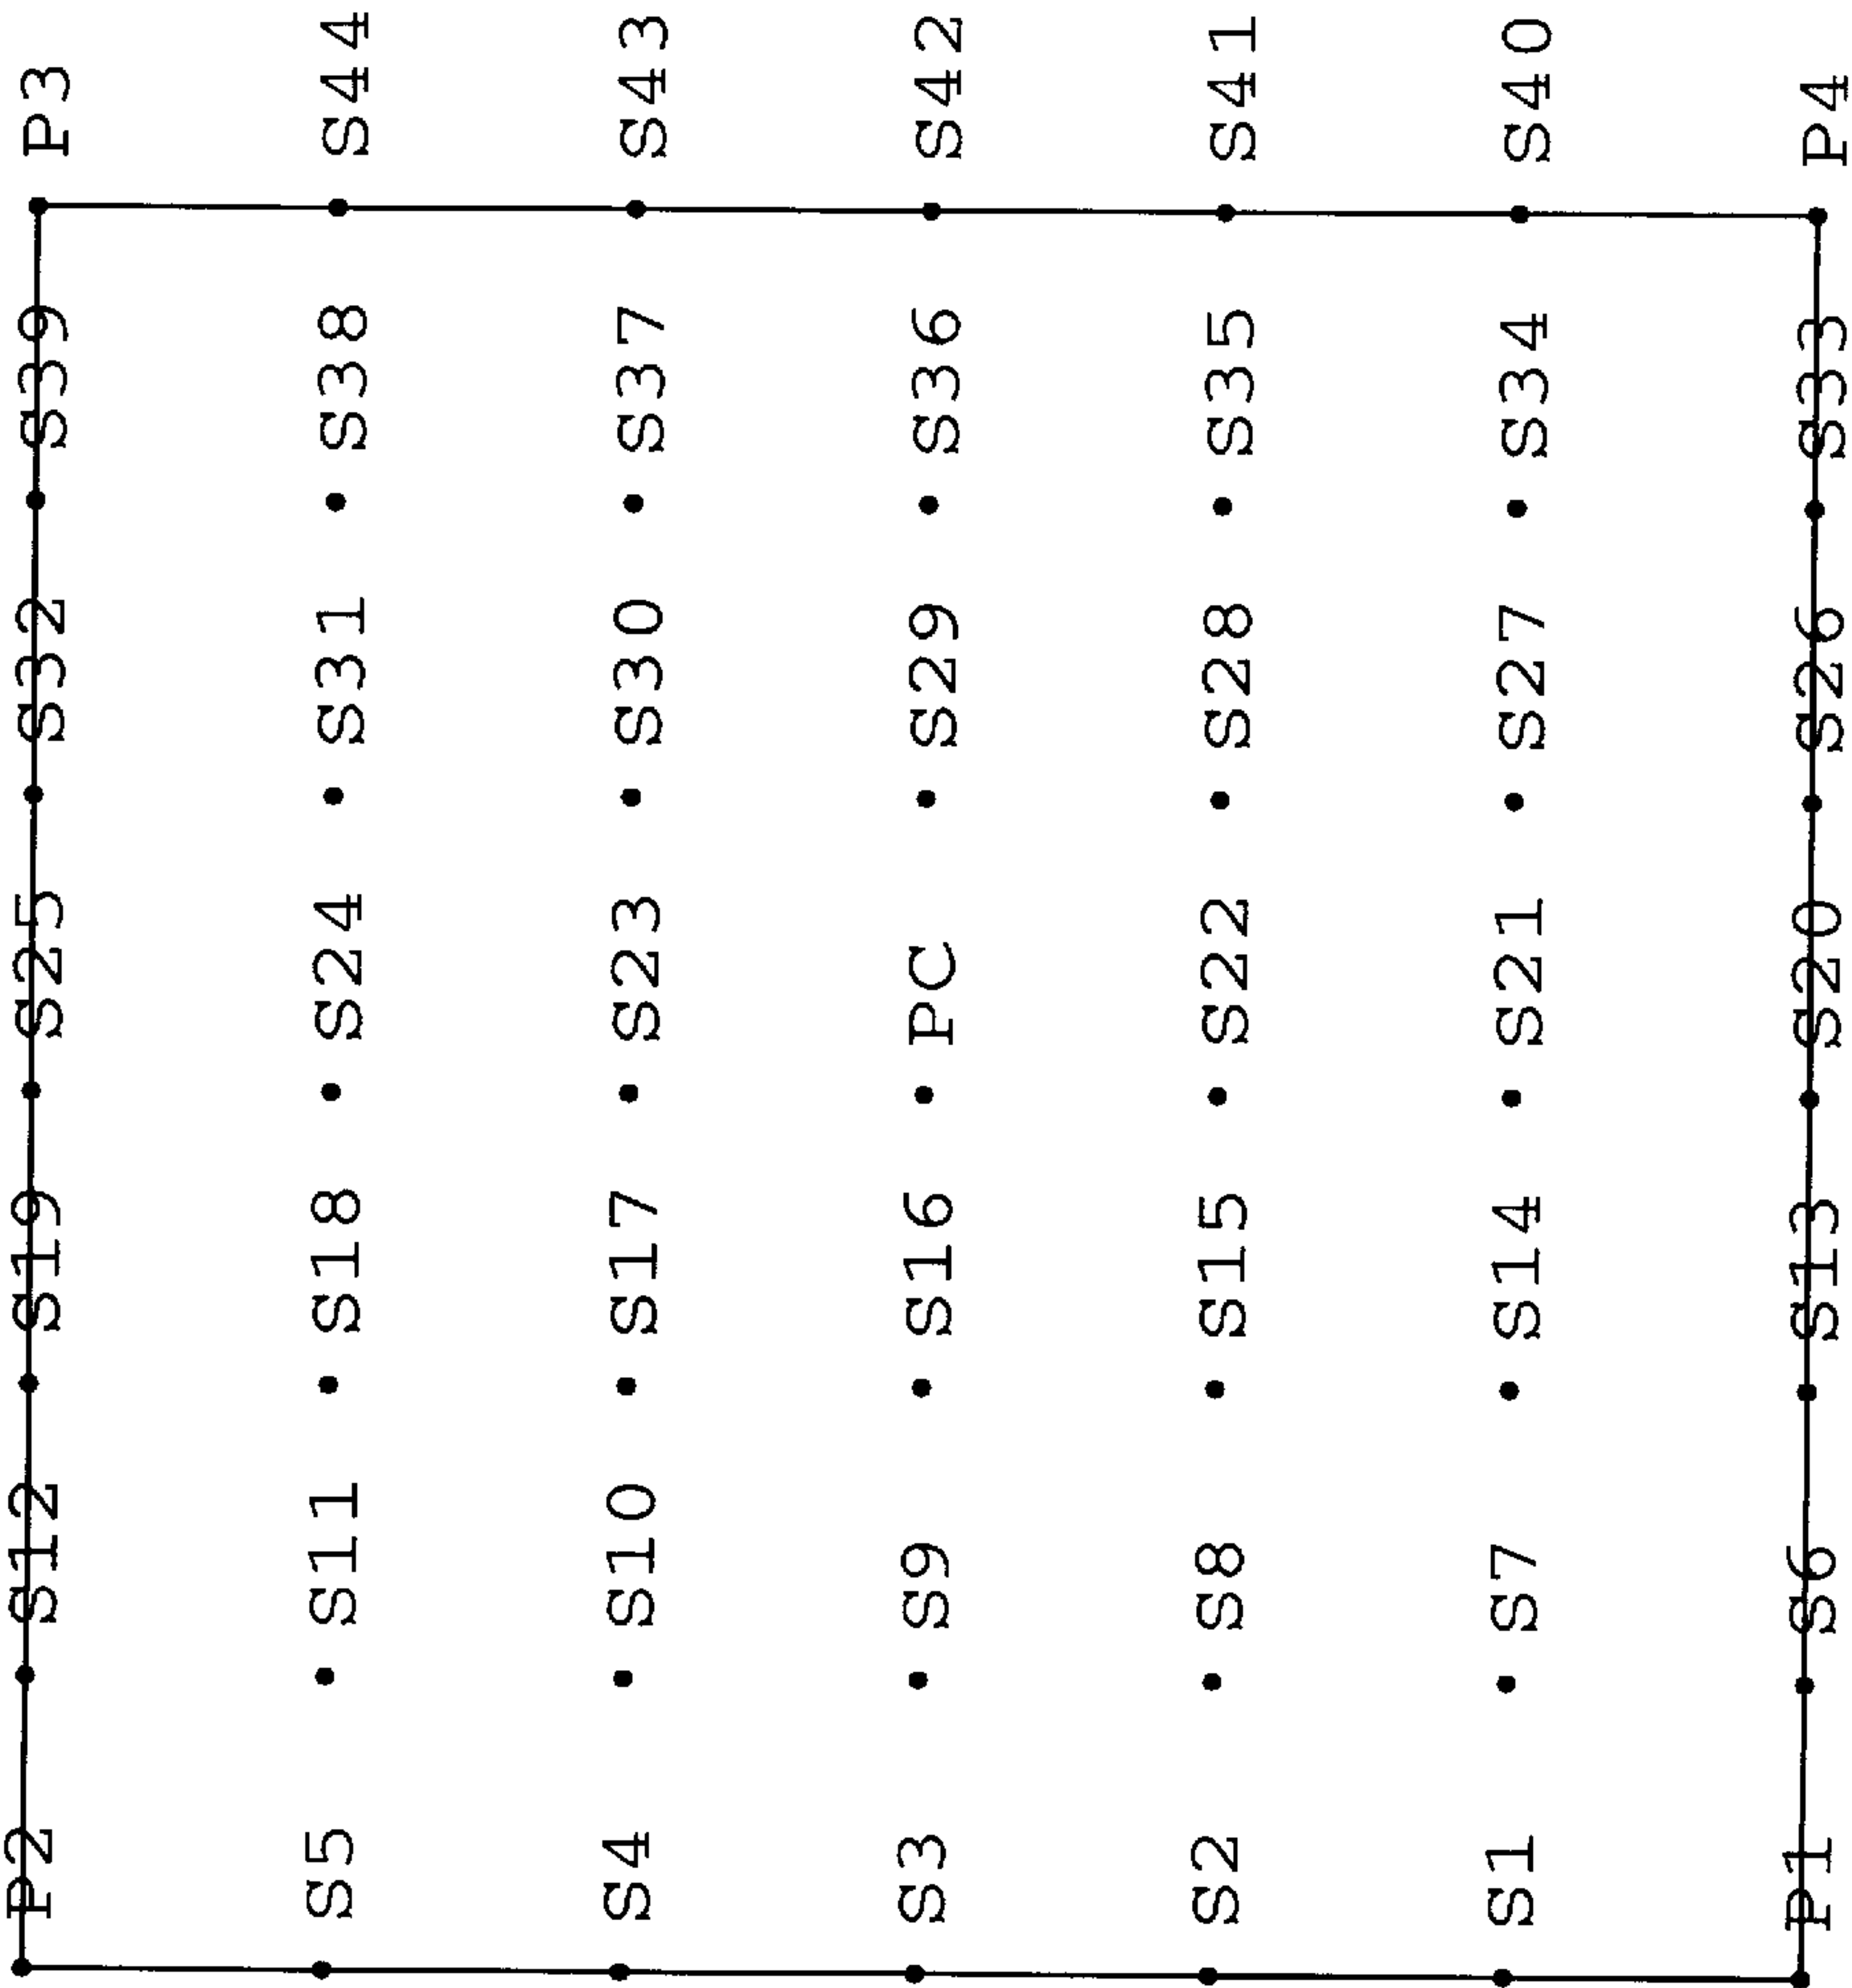 P3 S44 S43 S42 S41 S40 P4
S39 S38 S37 S36 S35 S34 S33
S32 S31 S30 S29 S28 S27 S26
S25 S24 S23 PC S22 S21 S20
S19 S18 S17 S16 S15 S14 S13
S12 S11 S10 S9 S8 S7 S6
P2 S5 S4 S3 S2 S1 P1